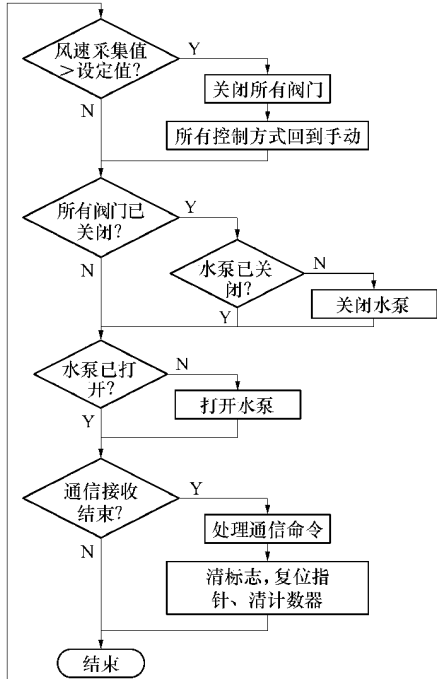 风速采集值
>设定值?
Y
关闭所有阀门
N
所有控制方式回到手动
所有阀门已
关闭?
Y
N
水泵已关
闭?
N
Y
关闭水泵
水泵已打
开?
N
打开水泵
Y
通信接收
结束?
Y
处理通信命令
N
清标志,复位指
针、清计数器
结束